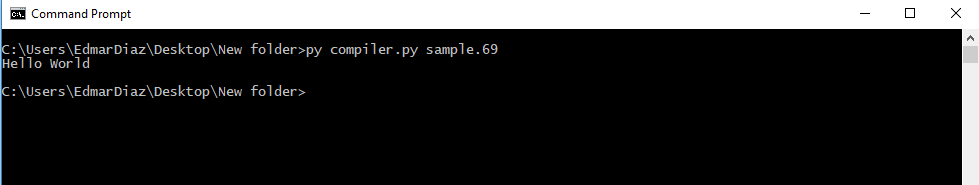 Command Prompt
C:\Users\EdmarDiaz\Desktop\New folder>py compiler.py sample.69
Hello World
C:\Users\EdmarDiaz\Desktop\New folder>